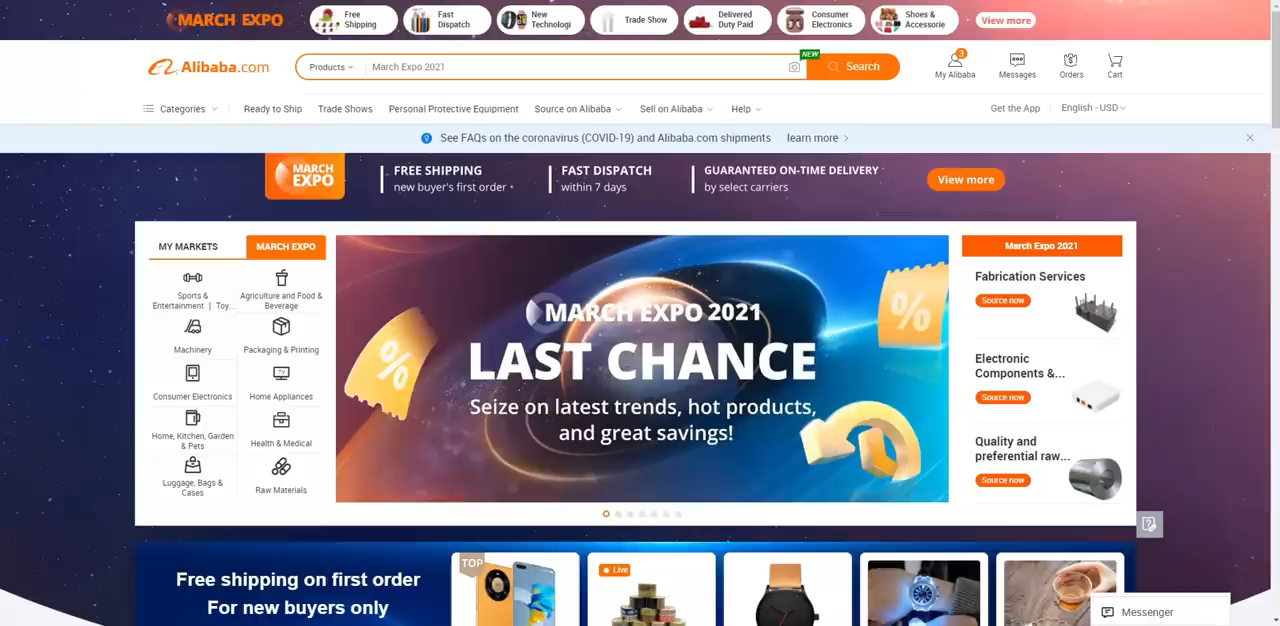 MARCH EXPO
Free
Shipping
Fast
Dispatch
New
Technologi
Trade Show
Delivered
Duty Paid
Consumer
Electronics
Shoes &
Accessorie
View more
Alibaba.com
Products
March Expo 2021
NEW
Search
3
My Alibaba
Messages
Orders
Cart
Categories
Ready to Ship
Trade Shows
Personal Protective Equipment
Source on Alibaba
Sell on Alibaba
Help
Get the App
English - USD
See FAQs on the coronavirus (COVID-19) and Alibaba.com shipments
learn more
MARCH
EXPO
FREE SHIPPING
new buyer's first order
FAST DISPATCH
within 7 days
GUARANTEED ON-TIME DELIVERY
by select carriers
View more
MY MARKETS
MARCH EXPO
Sports &
Entertainment | Toy...
Agriculture and Food &
Beverage
Machinery
Packaging & Printing
Consumer Electronics
TV
Home Appliances
Home, Kitchen, Garden
& Pets
Health & Medical
Luggage, Bags &
Cases
Raw Materials
%
%
MARCH EXPO 2021
LAST CHANCE
Seize on latest trends, hot products,
and great savings!
March Expo 2021
Fabrication Services
Source now
Electronic
Components &...
Source now
Quality and
preferential raw...
Source now
Free shipping on first order
For new buyers only
TOP
Live
Messenger